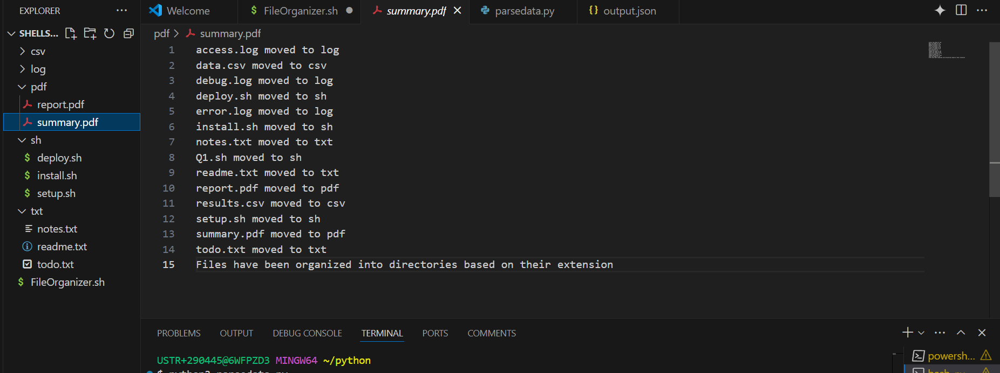 EXPLORER
Welcome
FileOrganizer.sh
summary.pdf
parsedata.py
output.json
SHELLS...
csv
log
pdf
report.pdf
summary.pdf
sh
deploy.sh
install.sh
setup.sh
txt
notes.txt
readme.txt
todo.txt
FileOrganizer.sh
pdf > summary.pdf
1 access.log moved to log
2 data.csv moved to csv
3 debug.log moved to log
4 deploy.sh moved to sh
5 error.log moved to log
6 install.sh moved to sh
7 notes.txt moved to txt
8 Q1.sh moved to sh
9 readme.txt moved to txt
10 report.pdf moved to pdf
11 results.csv moved to csv
12 setup.sh moved to sh
13 summary.pdf moved to pdf
14 todo.txt moved to txt
15 Files have been organized into directories based on their extension
PROBLEMS OUTPUT DEBUG CONSOLE TERMINAL PORTS COMMENTS
USTR+290445@6WFPZD3 MINGW64 ~/python
$ python3 parsedata.py
powersh...